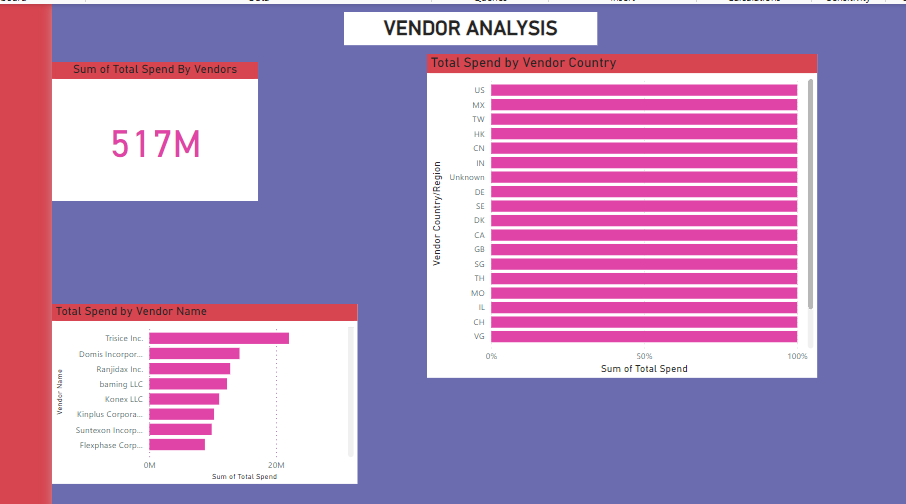 VENDOR ANALYSIS
Sum of Total Spend By Vendors
517M
Total Spend by Vendor Country
Vendor Country/Region
US
MX
TW
HK
CN
IN
Unknown
DE
SE
DK
CA
GB
SG
TH
MO
IL
CH
VG
0% 50% 100%
Sum of Total Spend
Total Spend by Vendor Name
Vendor Name
Trisice Inc.
Domis Incorpor...
Ranjidax Inc.
baming LLC
Konex LLC
Kinplus Corpora...
Suntexon Incorp...
Flexphase Corp...
0M 20M
Sum of Total Spend